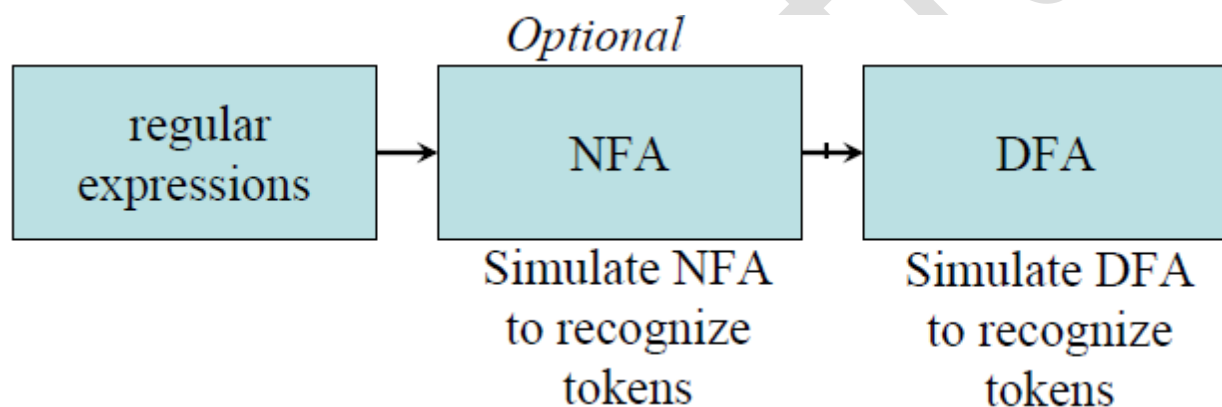 Optional
regular
expressions
NFA
DFA
Simulate NFA
to recognize
tokens
Simulate DFA
to recognize
tokens